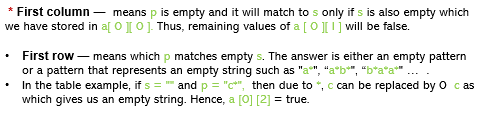 * First column — means p is empty and it will match to s only if s is also empty which
we have stored in a[ 0 ][ 0 ]. Thus, remaining values of a [ 0 ][ I ] will be false.
• First row — means which p matches empty s. The answer is either an empty pattern
or a pattern that represents an empty string such as "a*", "a*b*", "b*a*a*" ... .
• In the table example, if s = "" and p = "c*", then due to *, c can be replaced by 0 c as
which gives us an empty string. Hence, a [0] [2] = true.